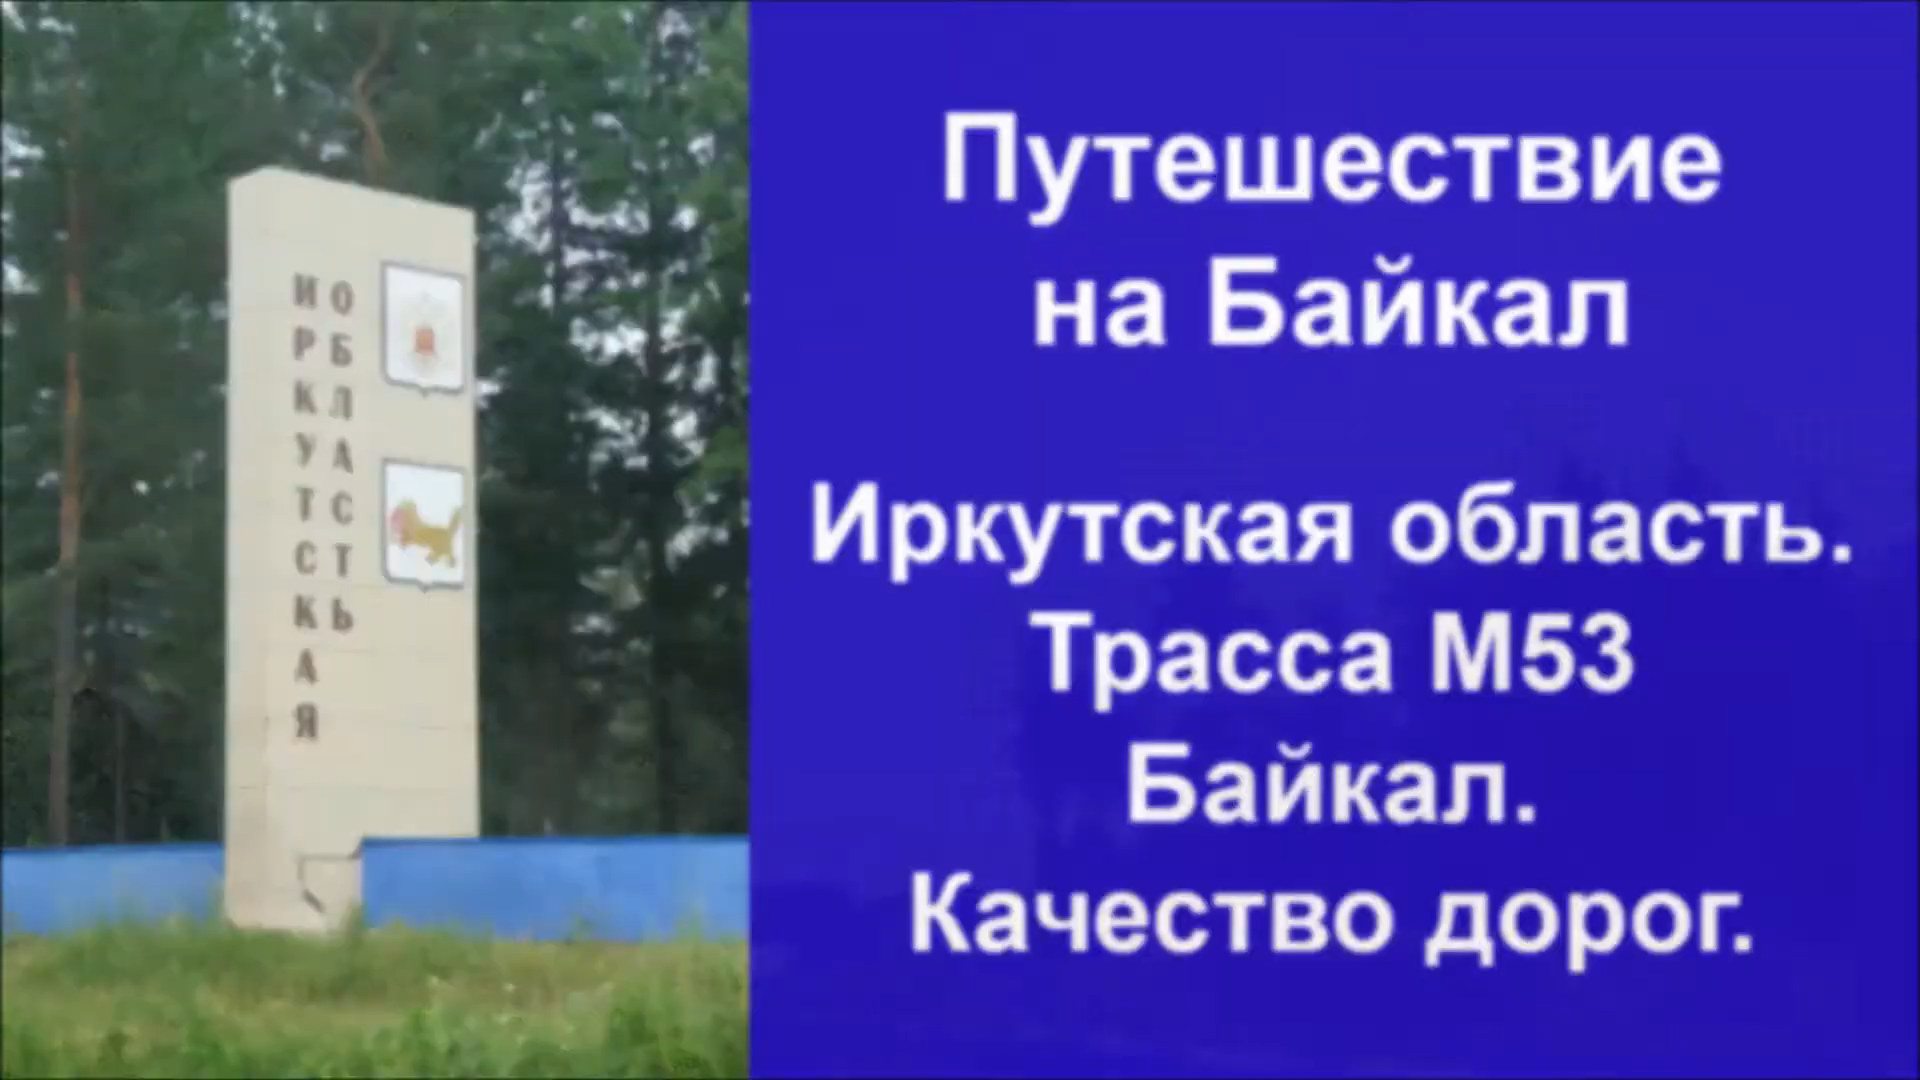 ИРКУТСКАЯ
ОБЛАСТЬ
Путешествие
на Байкал
Иркутская область.
Трасса М53
Байкал.
Качество дорог.